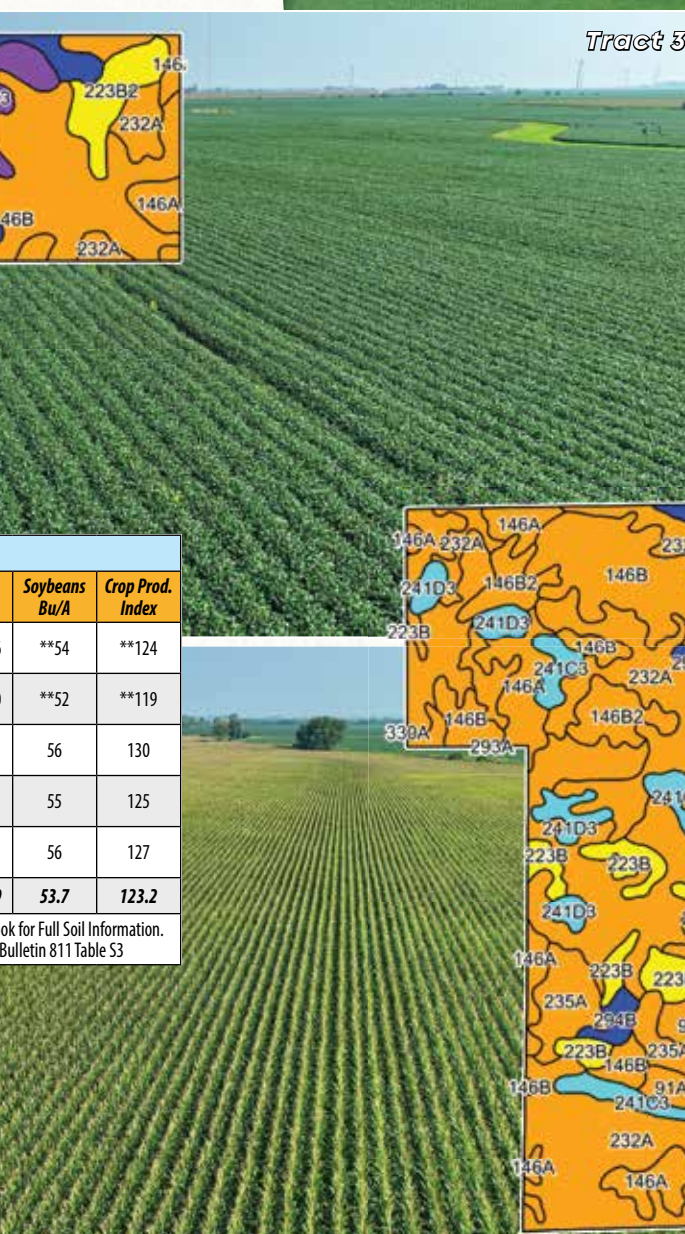 Tract 3
223B2
232A
146A
232A
Soybeans Bu/A
Crop Prod. Index
**54 **124
**52 **119
56 130
55 125
56 127
53.7 123.2
for Full Soil Information.
Bulletin 811 Table S3
146A
146A 232A
146B
241D3
146B2
223B
241D3
146B
241C3
232A
146A
330A
146B
146B2
293A
241D3
223B
223B
241D3
146A
223B
235A
294B
223B
235A
146B
146B
91A
241C3
232A
146A
146A